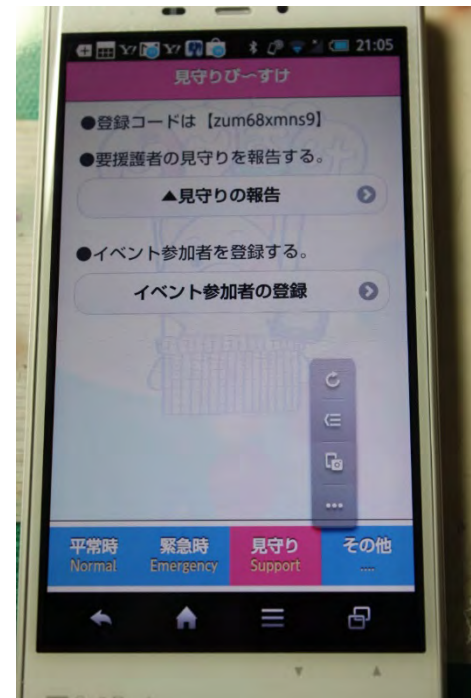 21:05
見守りび〜すけ
●登録コードは【zum68xmns9】
●要援護者の見守りを報告する。
▲見守りの報告
●イベント参加者を登録する。
イベント参加者の登録
平常時 緊急時 見守り その他
Normal Emergency Support ....